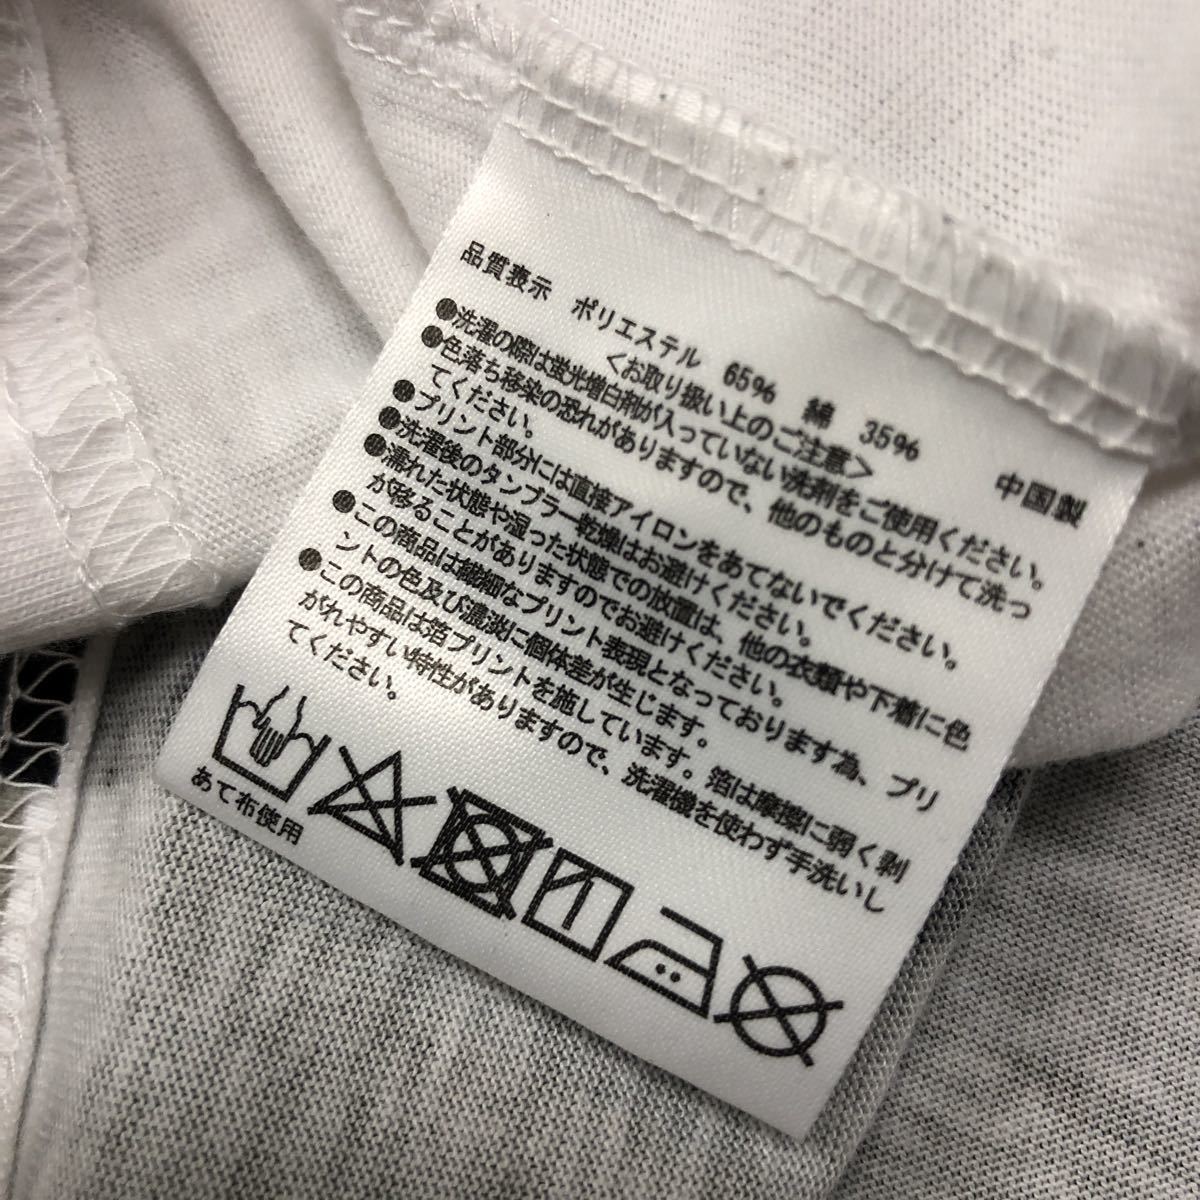 品質表示 ポリエステル 65% 綿 35% 中国製
＜お取り扱い上のご注意＞
●洗濯の際は蛍光増白剤が入っていない洗剤をご使用ください。
●色落ち移染の恐れがありますので、他のものと分けて洗っ
てください。
●プリント部分には直接アイロンをあてないでください。
●洗濯後のタンブラー乾燥はお避けください。
●濡れた状態や湿った状態での放置は、他の衣類や下着に色
が移ることがありますのでお避けください。
●この商品は繊細なプリント表現となっております為、プリ
ントの色及び濃淡に個体差が生じます。
●この商品は箔プリントを施しています。箔は摩擦に弱く剥
がれやすい特性がありますので、洗濯機を使わず手洗いし
てください。
あて布使用